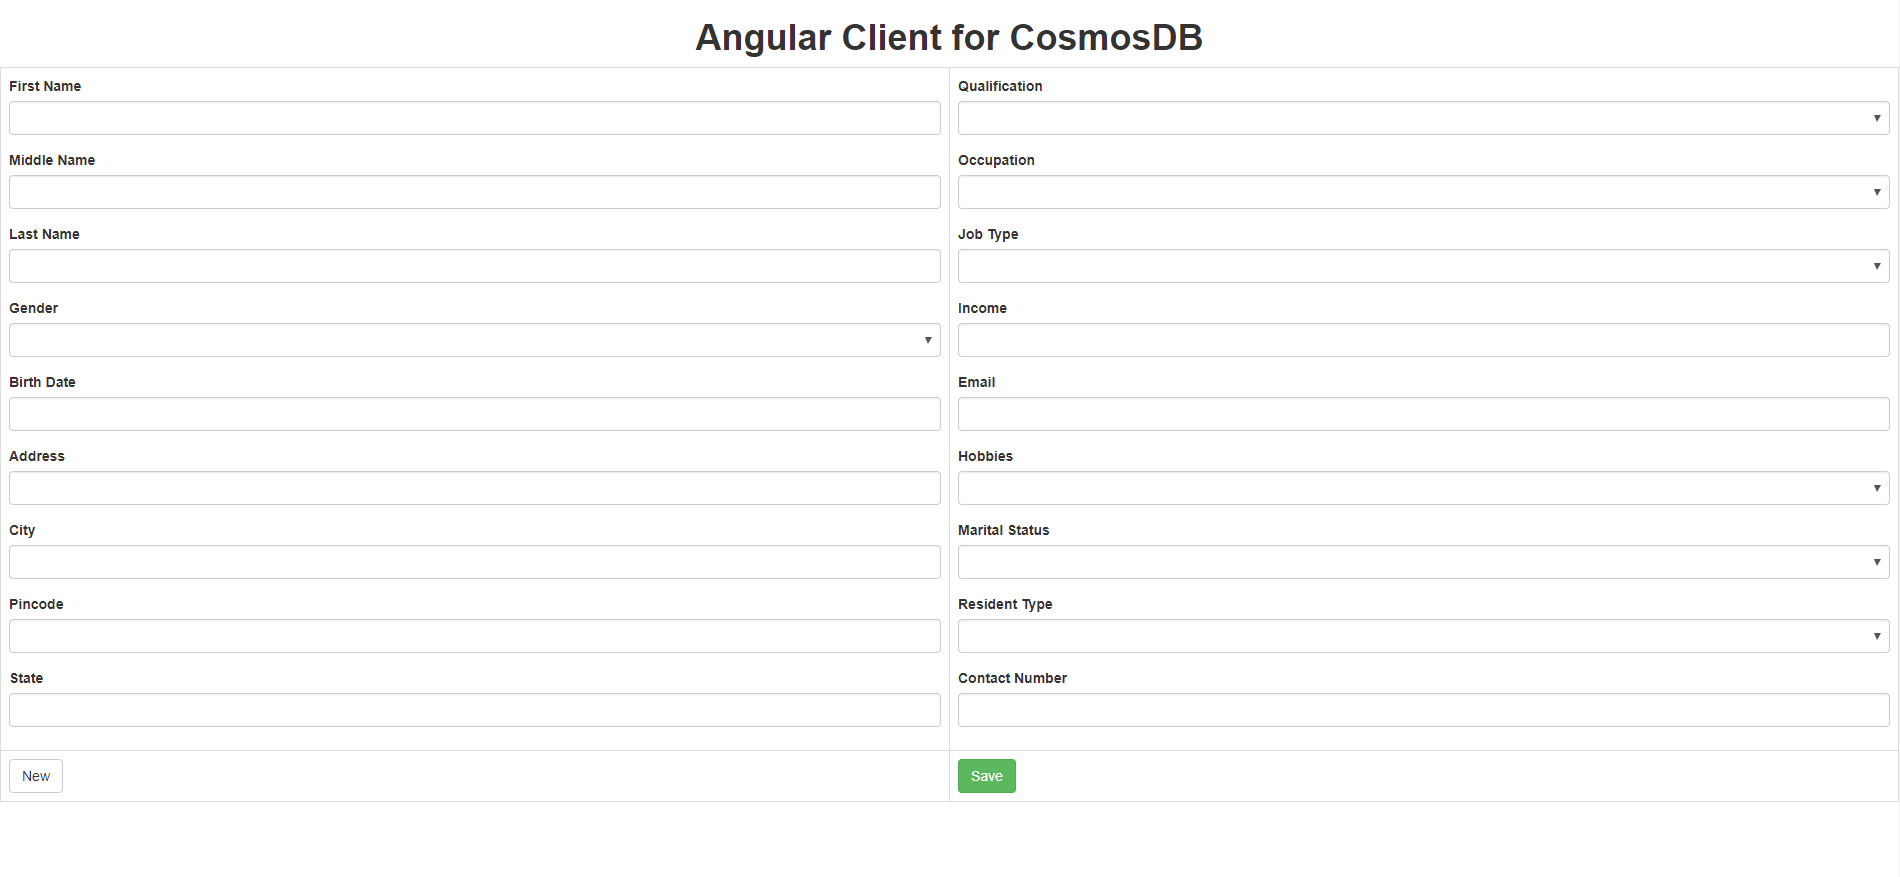 Angular Client for CosmosDB
First Name
Middle Name
Last Name
Gender
Birth Date
Address
City
Pincode
State
Qualification
Occupation
Job Type
Income
Email
Hobbies
Marital Status
Resident Type
Contact Number
New
Save